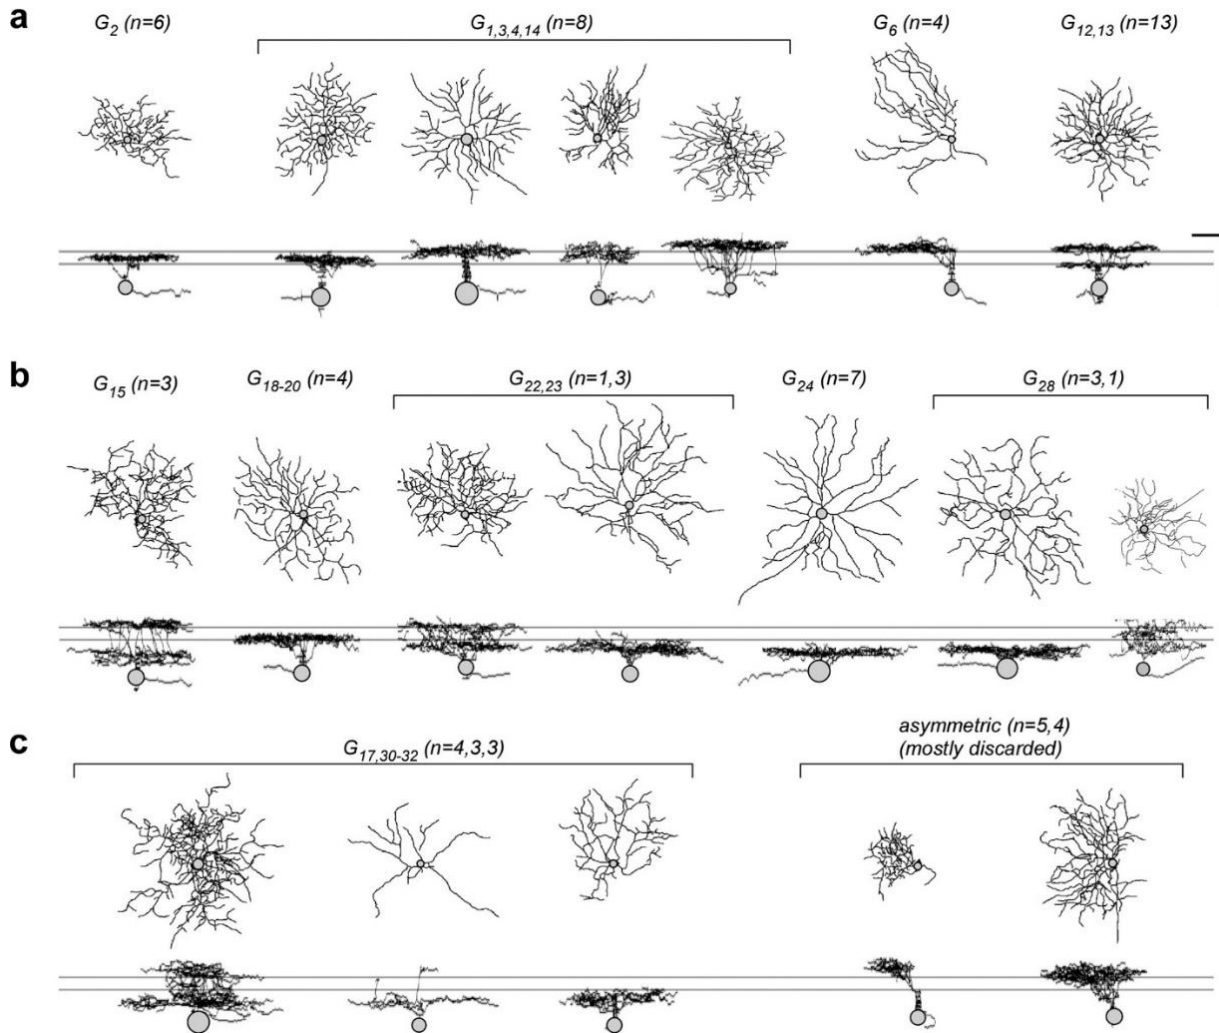 a
G2 (n=6) G1,3,4,14 (n=8) G6 (n=4) G12,13 (n=13)
b
G15 (n=3) G18-20 (n=4) G22,23 (n=1,3) G24 (n=7) G28 (n=3,1)
c
G17,30-32 (n=4,3,3) asymmetric (n=5,4)
(mostly discarded)